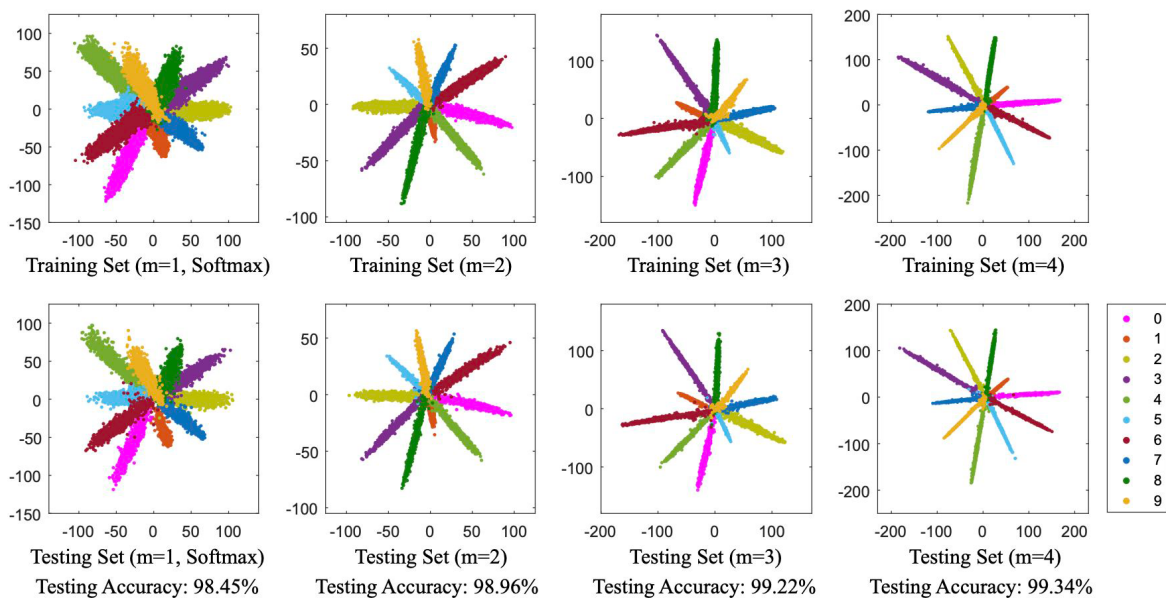 100
50
0
-50
-100
-150
-100 -50 0 50 100
Training Set (m=1, Softmax)
50
0
-50
-100
-100 -50 0 50 100
Training Set (m=2)
100
0
-100
-200 -100 0 100 200
Training Set (m=3)
200
100
0
-100
-200
-200 -100 0 100 200
Training Set (m=4)
100
50
0
-50
-100
-150
-100 -50 0 50 100
Testing Set (m=1, Softmax)
Testing Accuracy: 98.45%
50
0
-50
-100
-100 -50 0 50 100
Testing Set (m=2)
Testing Accuracy: 98.96%
100
0
-100
-200 -100 0 100 200
Testing Set (m=3)
Testing Accuracy: 99.22%
200
100
0
-100
-200
-200 -100 0 100 200
Testing Set (m=4)
Testing Accuracy: 99.34%
0
1
2
3
4
5
6
7
8
9